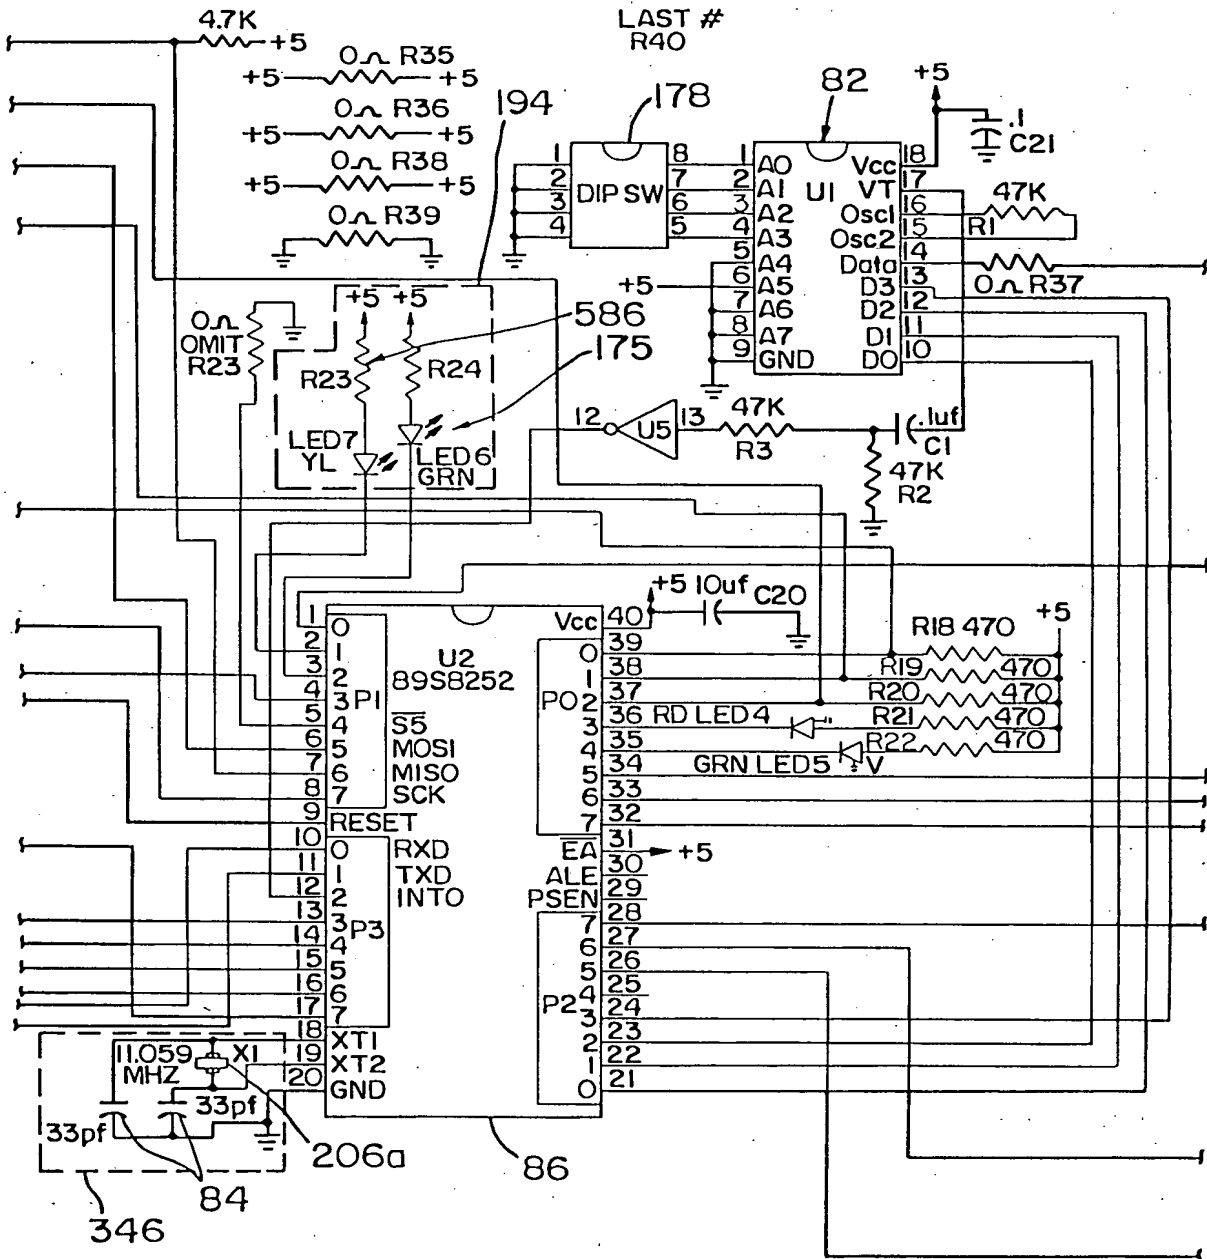 LAST #
R40
4.7K
+5
0Ω R35
+5 +5
0Ω R36
+5 +5
0Ω R38
+5 +5
0Ω R39
194
178
82
+5
.1
C21
1 8
2 7
3 6
4 5
DIP SW
U1
1 A0 Vcc 18
2 A1 VT 17
3 A2 Osc1 16
4 A3 Osc2 15
5 A4 Data 14
6 A5 D3 13
7 A6 D2 12
8 A7 D1 11
9 GND D0 10
+5
47K
R1
0Ω R37
0Ω
OMIT
R23
+5 +5
R23
R24
586
175
LED7
YL
LED6
GRN
12 U5 13
47K
R3
.1uf
C1
47K
R2
+5 10uf C20
U2
89S8252
1 0
2 1
3 2
4 3
5 4 S5
6 5 MOSI
7 6 MISO
8 7 SCK
P1
9 RESET
10 0 RXD
11 1 TXD
12 2 INTO
13 3
14 4
15 5
16 6
17 7
P3
18 XT1
19 XT2
20 GND
Vcc 40
0 39
1 38
2 37
3 36
4 35
5 34
6 33
7 32
PO
EA 31 +5
ALE 30
PSEN 29
7 28
6 27
5 26
4 25
3 24
2 23
1 22
0 21
P2
+5
R18 470
R19 470
R20 470
R21 470
R22 470
RD LED4
GRN LED5
V
11.059
MHZ
X1
33pf
33pf
206a
86
84
346